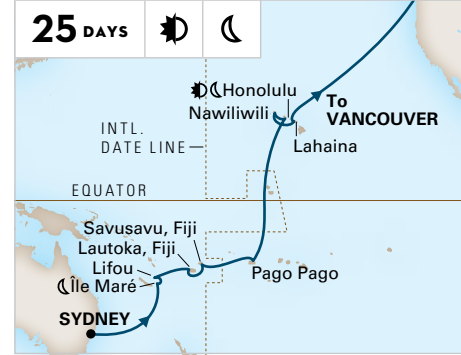 25 DAYS
Honolulu
Nawiliwili
To
VANCOUVER
INTL.
DATE LINE
Lahaina
EQUATOR
Savusavu, Fiji
Lautoka, Fiji
Lifou
Île Maré
Pago Pago
SYDNEY